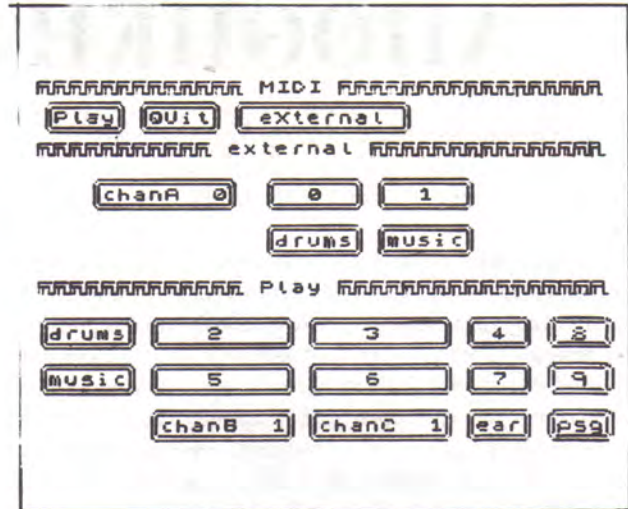 MIDI
Play QUit eXternal
external
chanA 0 0 1
drums music
Play
drums 2 3 4 8
music 5 6 7 9
chanB 1 chanC 1 ear psg